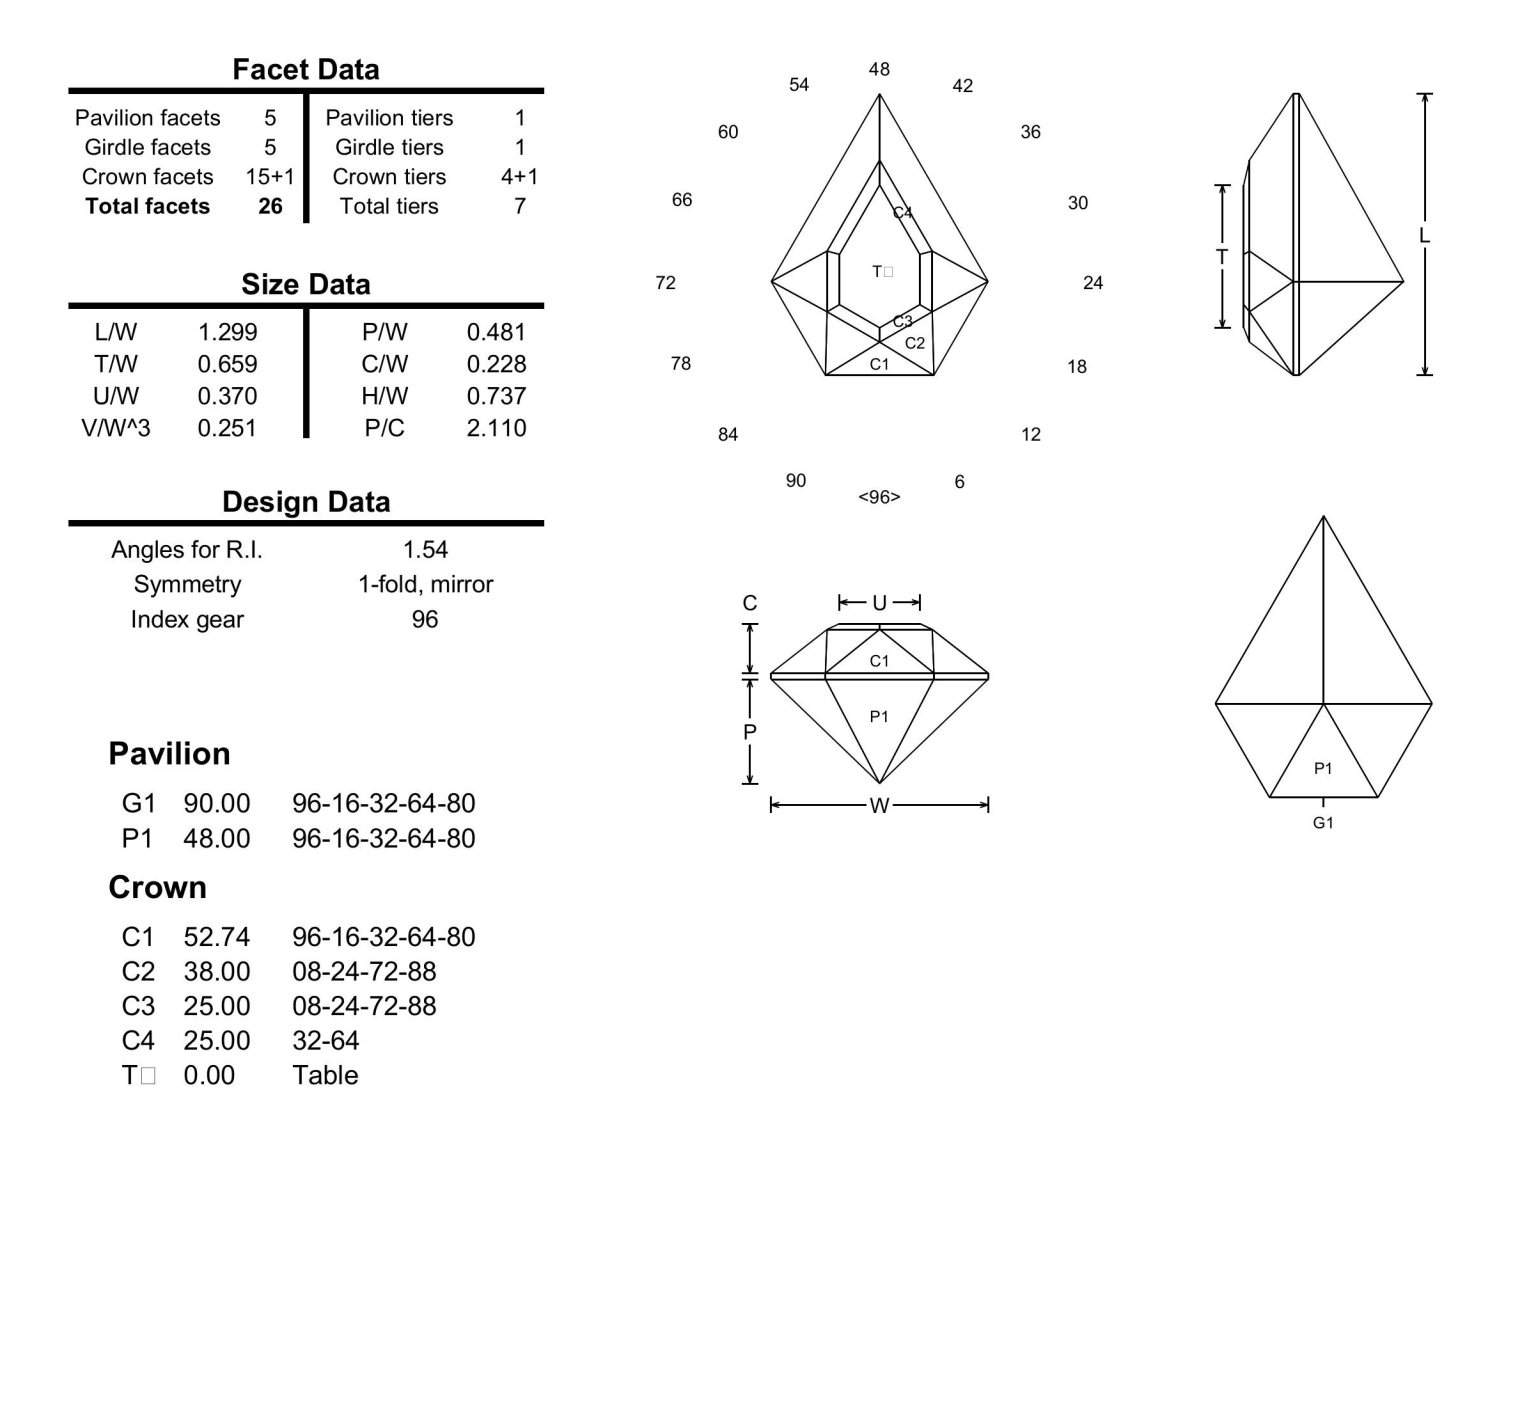 Facet Data
Pavilion facets 5 Pavilion tiers 1
Girdle facets 5 Girdle tiers 1
Crown facets 15+1 Crown tiers 4+1
Total facets 26 Total tiers 7
Size Data
L/W 1.299 P/W 0.481
T/W 0.659 C/W 0.228
U/W 0.370 H/W 0.737
V/W^3 0.251 P/C 2.110
Design Data
Angles for R.I. 1.54
Symmetry 1-fold, mirror
Index gear 96
Pavilion
G1 90.00 96-16-32-64-80
P1 48.00 96-16-32-64-80
Crown
C1 52.74 96-16-32-64-80
C2 38.00 08-24-72-88
C3 25.00 08-24-72-88
C4 25.00 32-64
T□ 0.00 Table
48
54 42
60 36
66 30
72 24
78 18
84 12
90 6
<96>
C4
T□
C3
C2
C1
T
L
C U
C1
P1
P
W
P1
G1